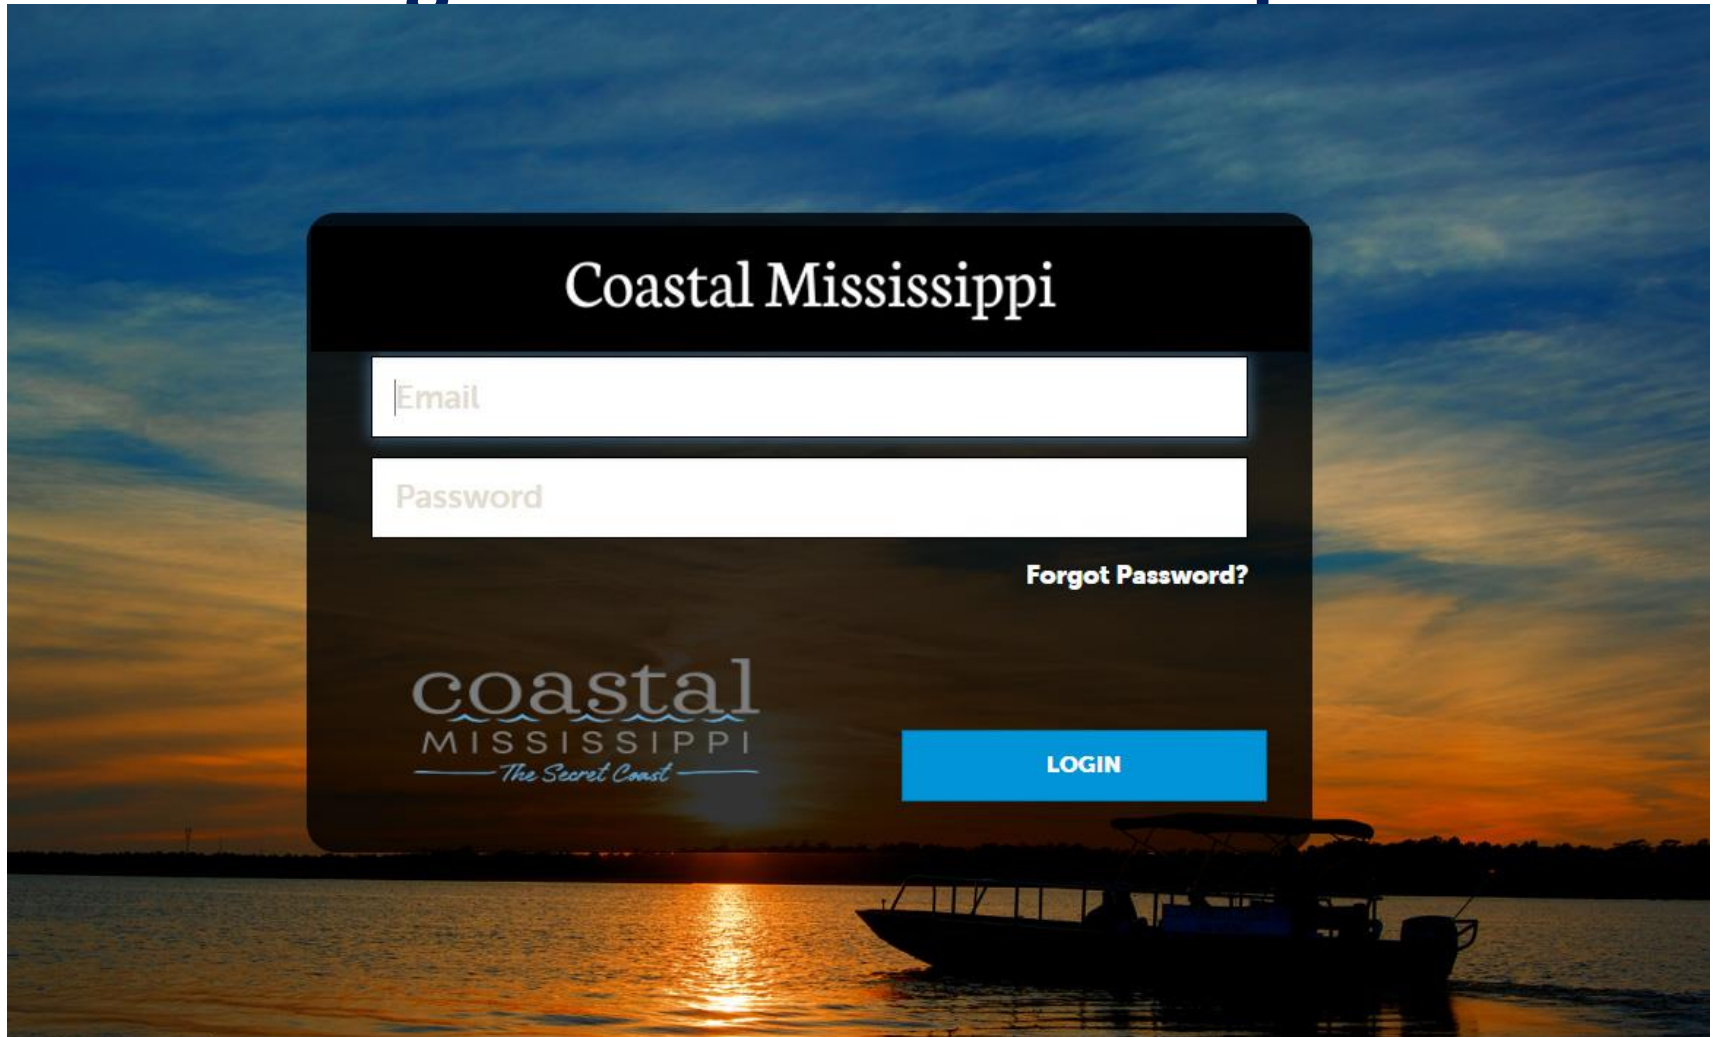 Coastal Mississippi
Email
Password
Forgot Password?
coastal
MISSISSIPPI
The Secret Coast
LOGIN